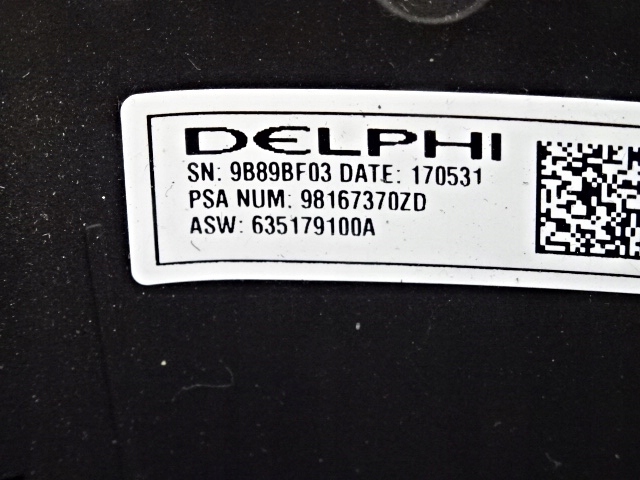 DELPHI
SN: 9B89BF03 DATE: 170531
PSA NUM: 98167370ZD
ASW: 635179100A